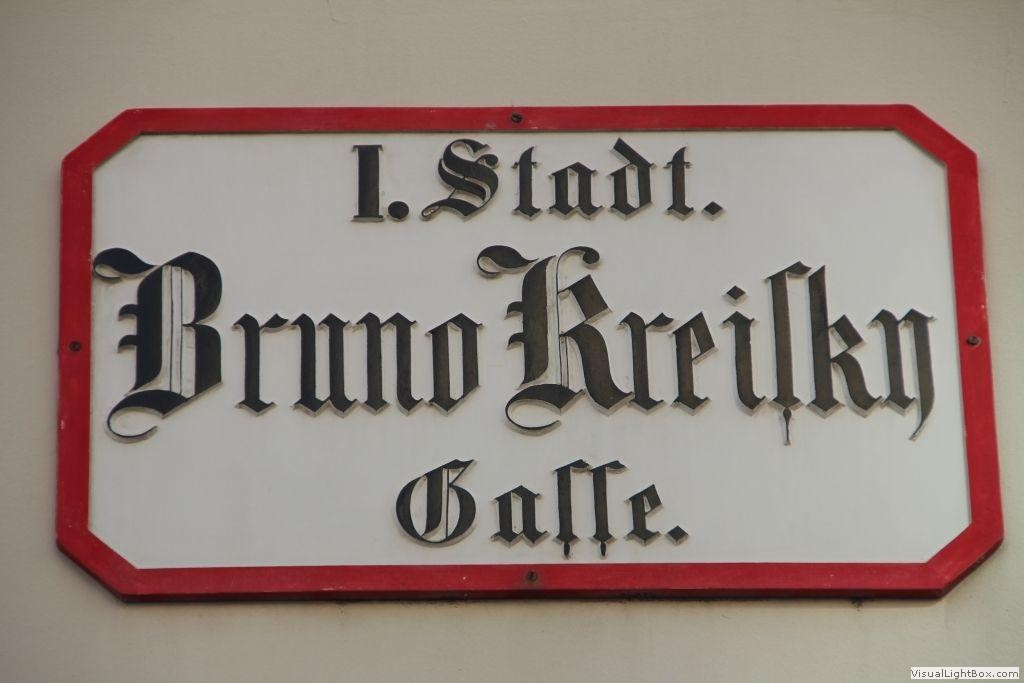 I. Stadt.
Bruno Kreiſky
Gaſſe.
VisualLightBox.com